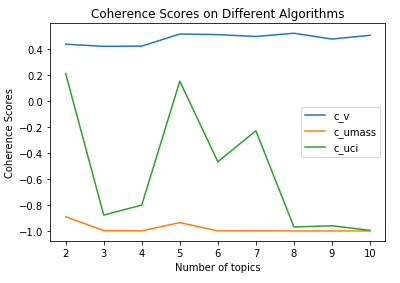 Coherence Scores on Different Algorithms
Coherence Scores
0.4
0.2
0.0
−0.2
−0.4
−0.6
−0.8
−1.0
c_v
c_umass
c_uci
2 3 4 5 6 7 8 9 10
Number of topics